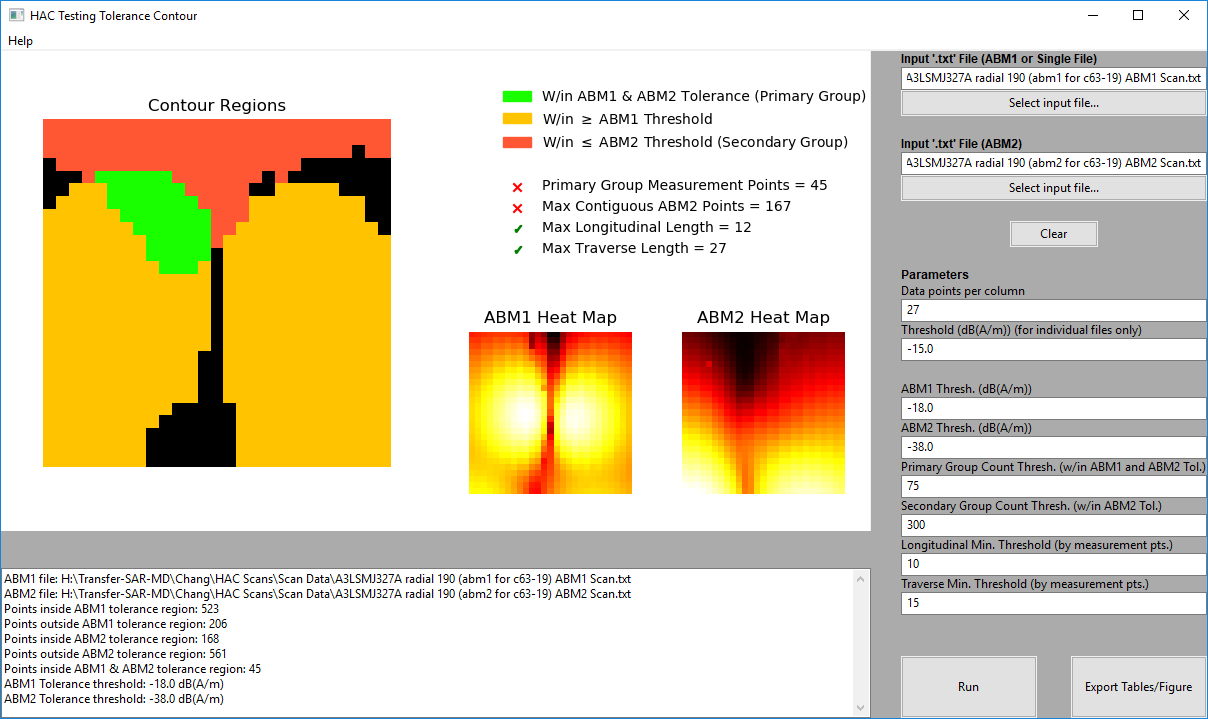 HAC Testing Tolerance Contour
Help
Contour Regions
W/in ABM1 & ABM2 Tolerance (Primary Group)
W/in ≥ ABM1 Threshold
W/in ≤ ABM2 Threshold (Secondary Group)
Primary Group Measurement Points = 45
Max Contiguous ABM2 Points = 167
Max Longitudinal Length = 12
Max Traverse Length = 27
ABM1 Heat Map
ABM2 Heat Map
ABM1 file: H:\Transfer-SAR-MD\Chang\HAC Scans\Scan Data\A3LSMJ327A radial 190 (abm1 for c63-19) ABM1 Scan.txt
ABM2 file: H:\Transfer-SAR-MD\Chang\HAC Scans\Scan Data\A3LSMJ327A radial 190 (abm2 for c63-19) ABM2 Scan.txt
Points inside ABM1 tolerance region: 523
Points outside ABM1 tolerance region: 206
Points inside ABM2 tolerance region: 168
Points outside ABM2 tolerance region: 561
Points inside ABM1 & ABM2 tolerance region: 45
ABM1 Tolerance threshold: -18.0 dB(A/m)
ABM2 Tolerance threshold: -38.0 dB(A/m)
Input '.txt' File (ABM1 or Single File)
A3LSMJ327A radial 190 (abm1 for c63-19) ABM1 Scan.txt
Select input file...
Input '.txt' File (ABM2)
A3LSMJ327A radial 190 (abm2 for c63-19) ABM2 Scan.txt
Select input file...
Clear
Parameters
Data points per column
27
Threshold (dB(A/m)) (for individual files only)
-15.0
ABM1 Thresh. (dB(A/m))
-18.0
ABM2 Thresh. (dB(A/m))
-38.0
Primary Group Count Thresh. (w/in ABM1 and ABM2 Tol.)
75
Secondary Group Count Thresh. (w/in ABM2 Tol.)
300
Longitudinal Min. Threshold (by measurement pts.)
10
Traverse Min. Threshold (by measurement pts.)
15
Run
Export Tables/Figure